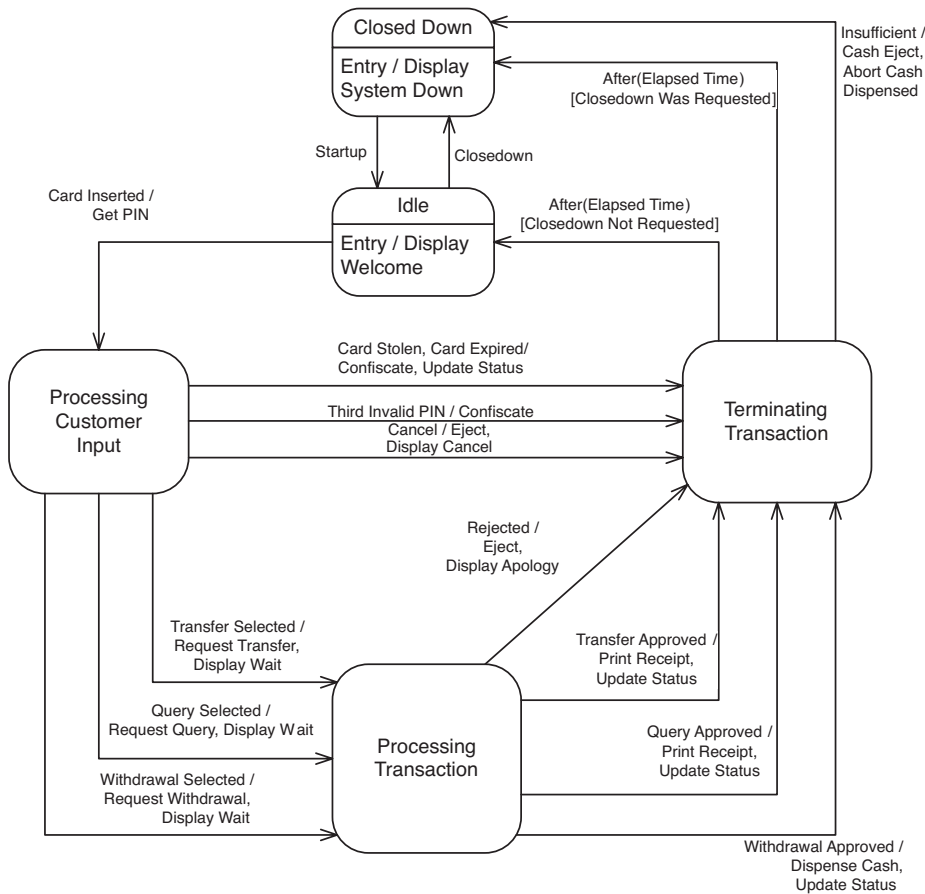 Closed Down
Entry / Display
System Down
Insufficient /
Cash Eject,
Abort Cash
Dispensed
After(Elapsed Time)
[Closedown Was Requested]
Startup
Closedown
Card Inserted /
Get PIN
Idle
Entry / Display
Welcome
After(Elapsed Time)
[Closedown Not Requested]
Processing
Customer
Input
Card Stolen, Card Expired/
Confiscate, Update Status
Third Invalid PIN / Confiscate
Cancel / Eject,
Display Cancel
Terminating
Transaction
Rejected /
Eject,
Display Apology
Transfer Selected /
Request Transfer,
Display Wait
Transfer Approved /
Print Receipt,
Update Status
Query Selected /
Request Query, Display Wait
Processing
Transaction
Query Approved /
Print Receipt,
Update Status
Withdrawal Selected /
Request Withdrawal,
Display Wait
Withdrawal Approved /
Dispense Cash,
Update Status